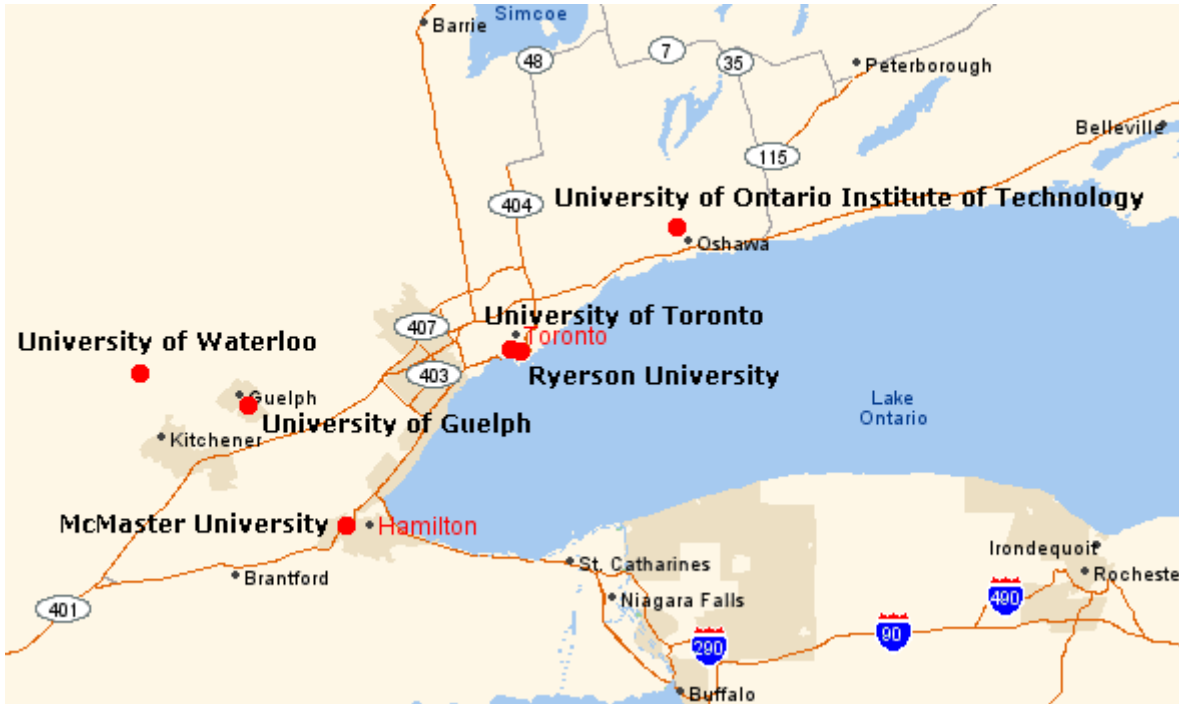 Simcoe
Barrie
48
7
35
Peterborough
Belleville
115
404
University of Ontario Institute of Technology
Oshawa
407
University of Toronto
Toronto
University of Waterloo
403
Ryerson University
Guelph
Lake
Ontario
University of Guelph
Kitchener
McMaster University
Hamilton
Irondequoit
St. Catharines
Rocheste
Brantford
Niagara Falls
490
401
90
290
Buffalo